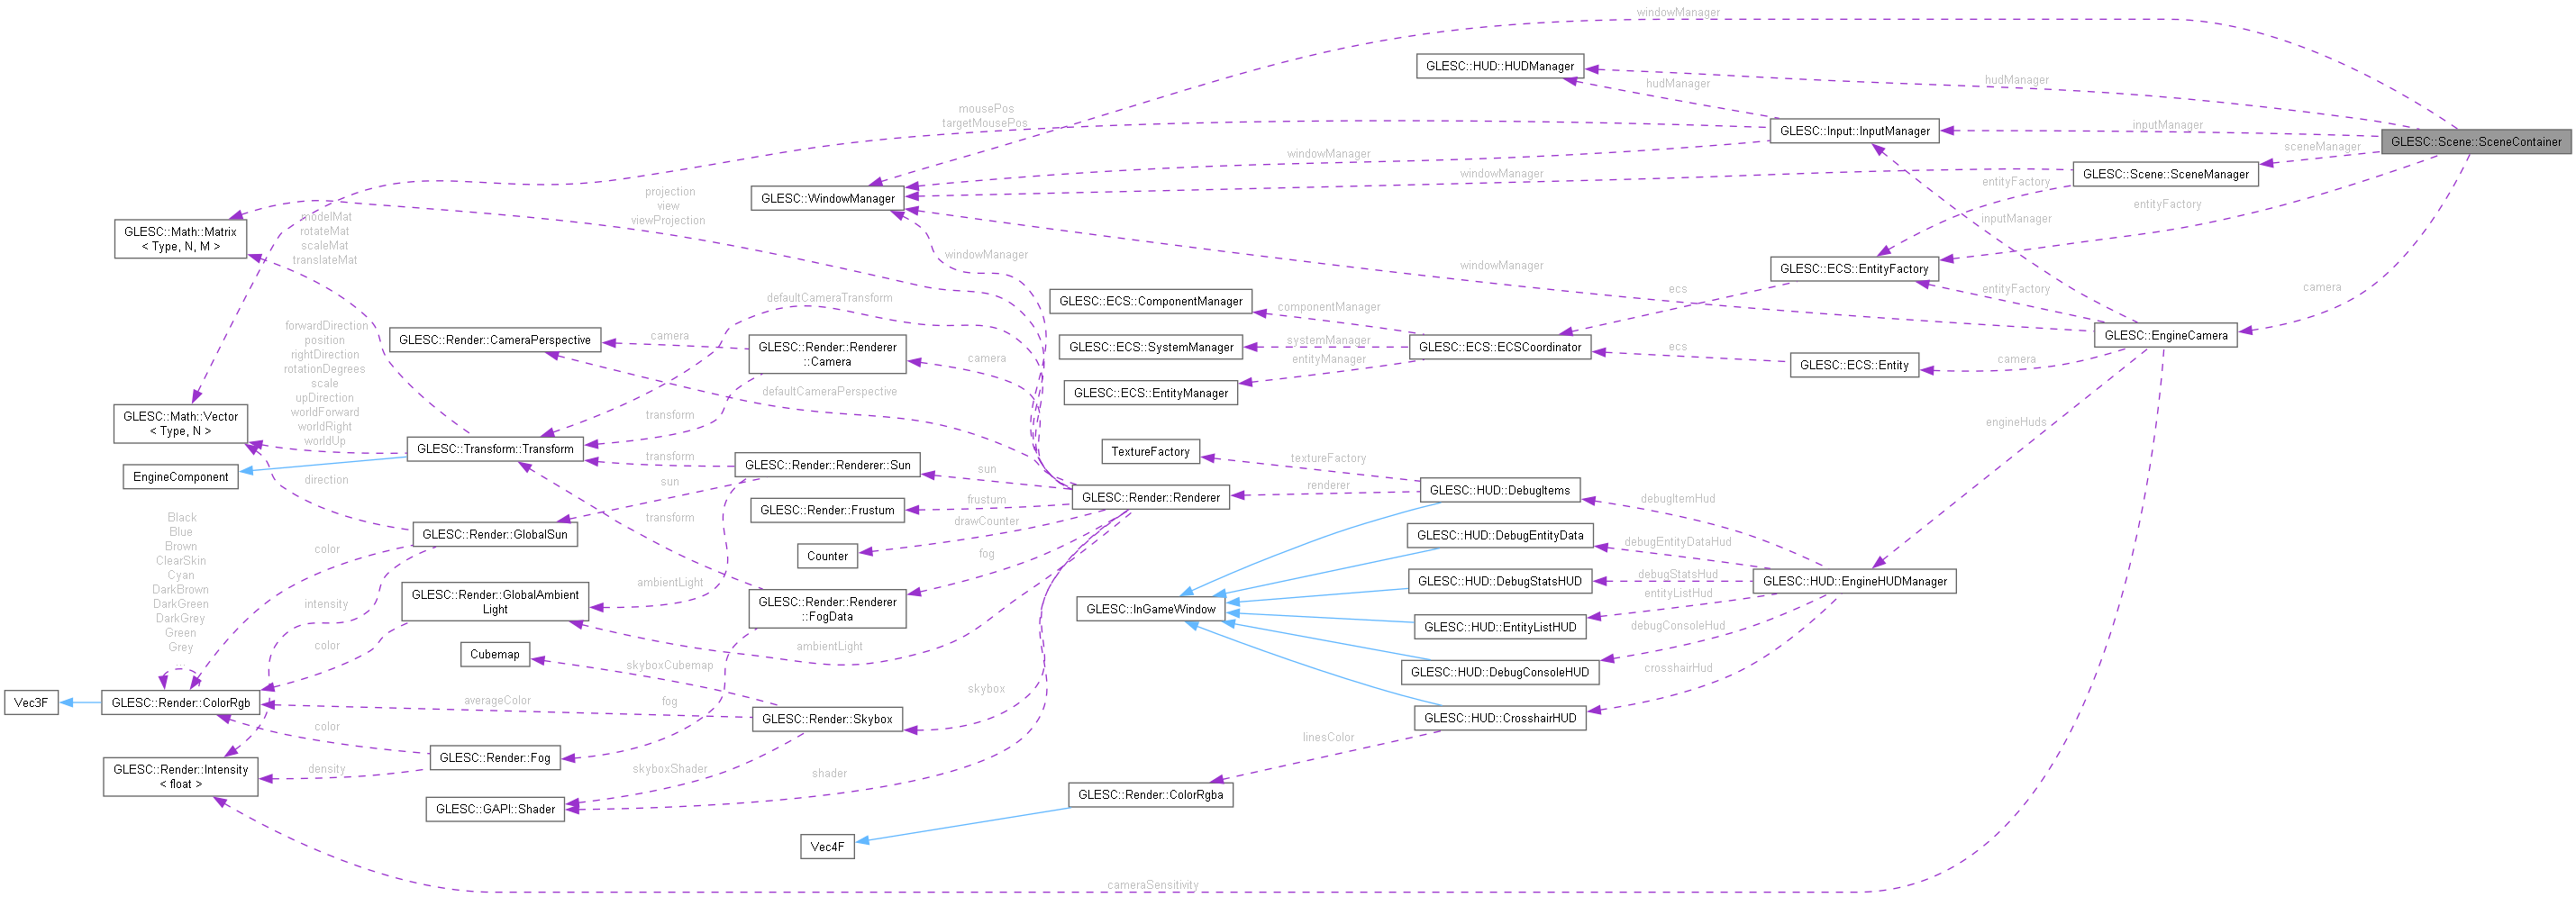 windowManager
GLESC::HUD::HUDManager
hudManager
hudManager
mousePos
targetMousePos
GLESC::Input::InputManager
inputManager
GLESC::Scene::SceneContainer
sceneManager
windowManager
windowManager
GLESC::Scene::SceneManager
entityFactory
projection
view
viewProjection
GLESC::WindowManager
entityFactory
inputManager
modelMat
rotateMat
scaleMat
translateMat
GLESC::Math::Matrix
< Type, N, M >
windowManager
windowManager
GLESC::ECS::EntityFactory
entityFactory
ecs
camera
defaultCameraTransform
GLESC::ECS::ComponentManager
componentManager
forwardDirection
position
rightDirection
rotationDegrees
scale
upDirection
worldForward
worldRight
worldUp
GLESC::Render::CameraPerspective
camera
GLESC::Render::Renderer
::Camera
camera
GLESC::ECS::SystemManager
systemManager
entityManager
GLESC::ECS::ECSCoordinator
ecs
GLESC::ECS::Entity
camera
GLESC::EngineCamera
GLESC::ECS::EntityManager
defaultCameraPerspective
GLESC::Math::Vector
< Type, N >
transform
engineHuds
GLESC::Transform::Transform
TextureFactory
textureFactory
EngineComponent
direction
transform
sun
GLESC::Render::Renderer::Sun
sun
GLESC::Render::Renderer
renderer
GLESC::HUD::DebugItems
debugItemHud
frustum
GLESC::Render::Frustum
transform
drawCounter
Black
Blue
Brown
ClearSkin
Cyan
DarkBrown
DarkGreen
DarkGrey
Green
Grey
...
GLESC::Render::GlobalSun
color
intensity
Counter
fog
GLESC::HUD::DebugEntityData
debugEntityDataHud
ambientLight
GLESC::HUD::DebugStatsHUD
debugStatsHud
GLESC::HUD::EngineHUDManager
GLESC::Render::GlobalAmbient
Light
GLESC::Render::Renderer
::FogData
GLESC::InGameWindow
entityListHud
GLESC::HUD::EntityListHUD
debugConsoleHud
color
Cubemap
skyboxCubemap
ambientLight
GLESC::HUD::DebugConsoleHUD
crosshairHud
Vec3F
GLESC::Render::ColorRgb
averageColor
fog
skybox
GLESC::Render::Skybox
GLESC::HUD::CrosshairHUD
color
linesColor
GLESC::Render::Fog
density
GLESC::Render::Intensity
< float >
skyboxShader
shader
GLESC::GAPI::Shader
GLESC::Render::ColorRgba
Vec4F
cameraSensitivity